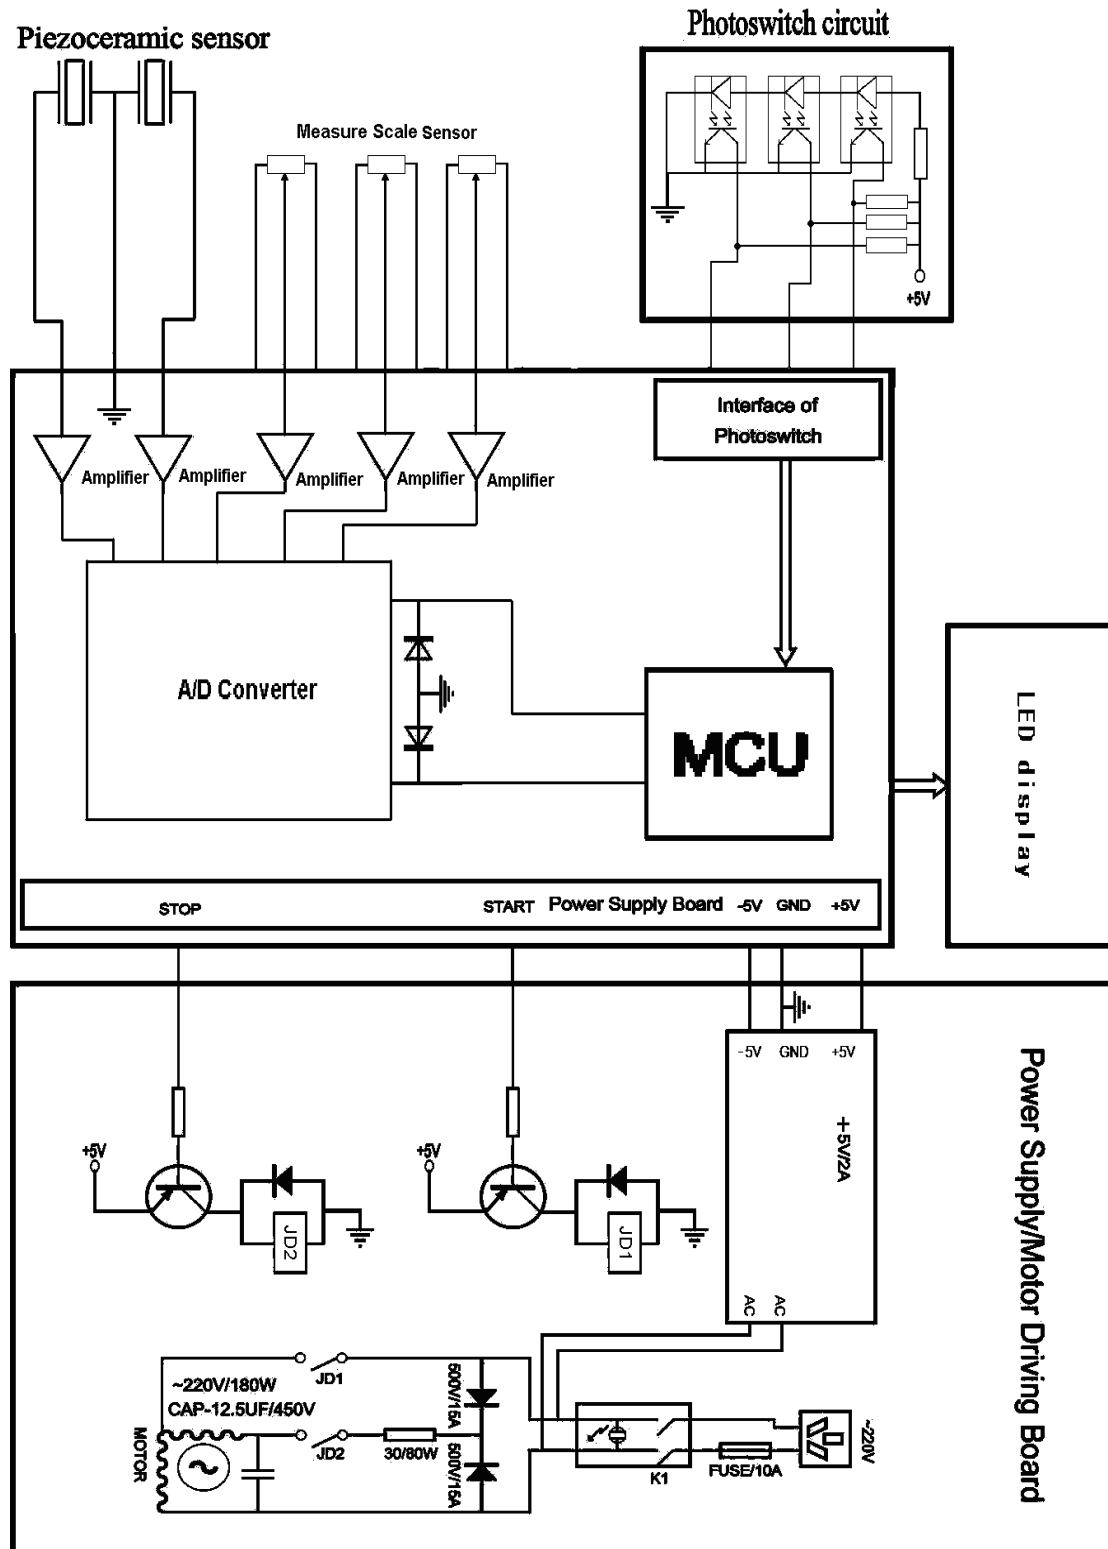 Piezoceramic sensor
Photoswitch circuit
Measure Scale Sensor
+5V
Interface of
Photoswitch
Amplifier
Amplifier
Amplifier
Amplifier
Amplifier
A/D Converter
MCU
LED display
STOP
START
Power Supply Board
-5V
GND
+5V
-5V
GND
+5V
+5V/2A
AC
AC
Power Supply/Motor Driving Board
+5V
JD2
+5V
JD1
~220V/180W
CAP-12.5UF/450V
JD1
500V/15A
MOTOR
JD2
30/80W
500V/15A
K1
FUSE/10A
~220V